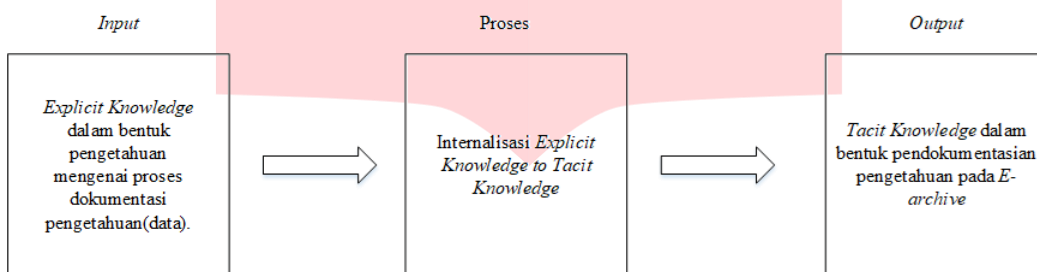 Input
Proses
Output
Explicit Knowledge
dalam bentuk
pengetahuan
mengenai proses
dokumentasi
pengetahuan(data).
Internalisasi Explicit
Knowledge to Tacit
Knowledge
Tacit Knowledge dalam
bentuk pendokumentasian
pengetahuan pada E-
archive